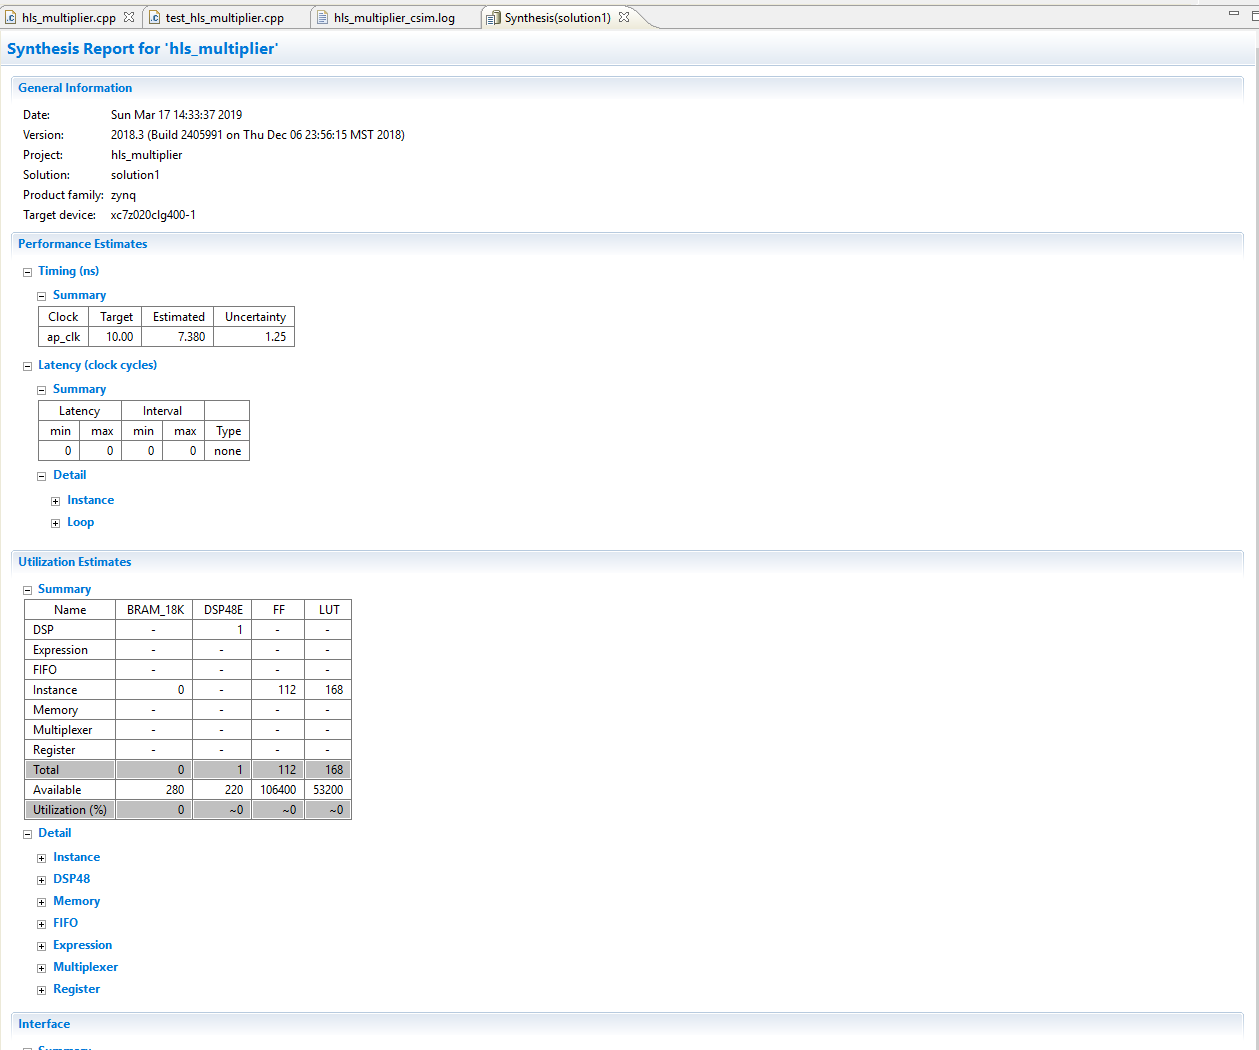 hls_multiplier.cpp test_hls_multiplier.cpp hls_multiplier_csim.log Synthesis(solution1)
Synthesis Report for 'hls_multiplier'
General Information
Date: Sun Mar 17 14:33:37 2019
Version: 2018.3 (Build 2405991 on Thu Dec 06 23:56:15 MST 2018)
Project: hls_multiplier
Solution: solution1
Product family: zynq
Target device: xc7z020clg400-1
Performance Estimates
Timing (ns)
Summary
Clock Target Estimated Uncertainty
ap_clk 10.00 7.380 1.25
Latency (clock cycles)
Summary
Latency Interval
min max min max Type
0 0 0 0 none
Detail
Instance
Loop
Utilization Estimates
Summary
Name BRAM_18K DSP48E FF LUT
DSP - 1 - -
Expression - - - -
FIFO - - - -
Instance 0 - 112 168
Memory - - - -
Multiplexer - - - -
Register - - - -
Total 0 1 112 168
Available 280 220 106400 53200
Utilization (%) 0 ~0 ~0 ~0
Detail
Instance
DSP48
Memory
FIFO
Expression
Multiplexer
Register
Interface
Summary